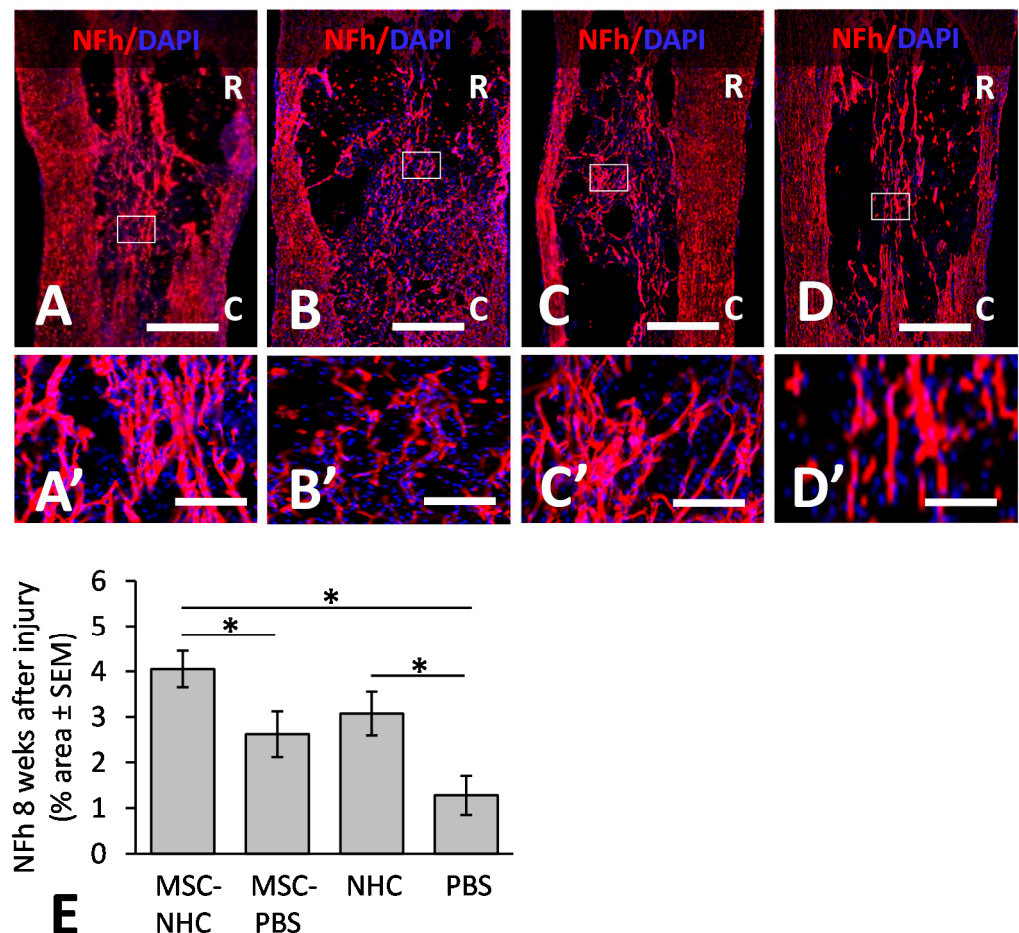 NFh/DAPI
R
A
C
NFh/DAPI
R
B
C
NFh/DAPI
R
C
C
NFh/DAPI
R
D
C
A'
B'
C'
D'
NFh 8 weks after injury
(% area ± SEM)
6
5
4
3
2
1
0
*
*
*
MSC-
NHC
MSC-
PBS
NHC
PBS
E